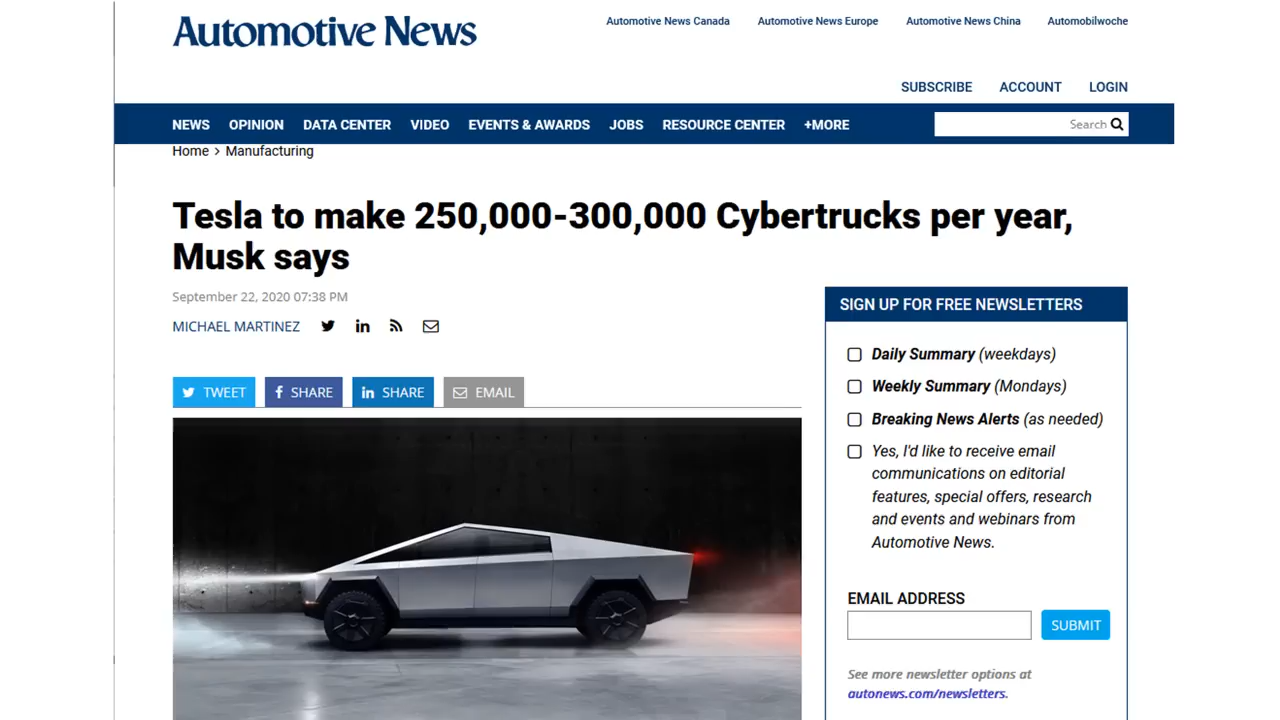 Automotive News
Automotive News Canada Automotive News Europe Automotive News China Automobilwoche
SUBSCRIBE ACCOUNT LOGIN
NEWS OPINION DATA CENTER VIDEO EVENTS & AWARDS JOBS RESOURCE CENTER +MORE Search
Home > Manufacturing
Tesla to make 250,000-300,000 Cybertrucks per year,
Musk says
September 22, 2020 07:38 PM
MICHAEL MARTINEZ
TWEET SHARE SHARE EMAIL
SIGN UP FOR FREE NEWSLETTERS
Daily Summary (weekdays)
Weekly Summary (Mondays)
Breaking News Alerts (as needed)
Yes, I'd like to receive email
communications on editorial
features, special offers, research
and events and webinars from
Automotive News.
EMAIL ADDRESS
SUBMIT
See more newsletter options at
autonews.com/newsletters.